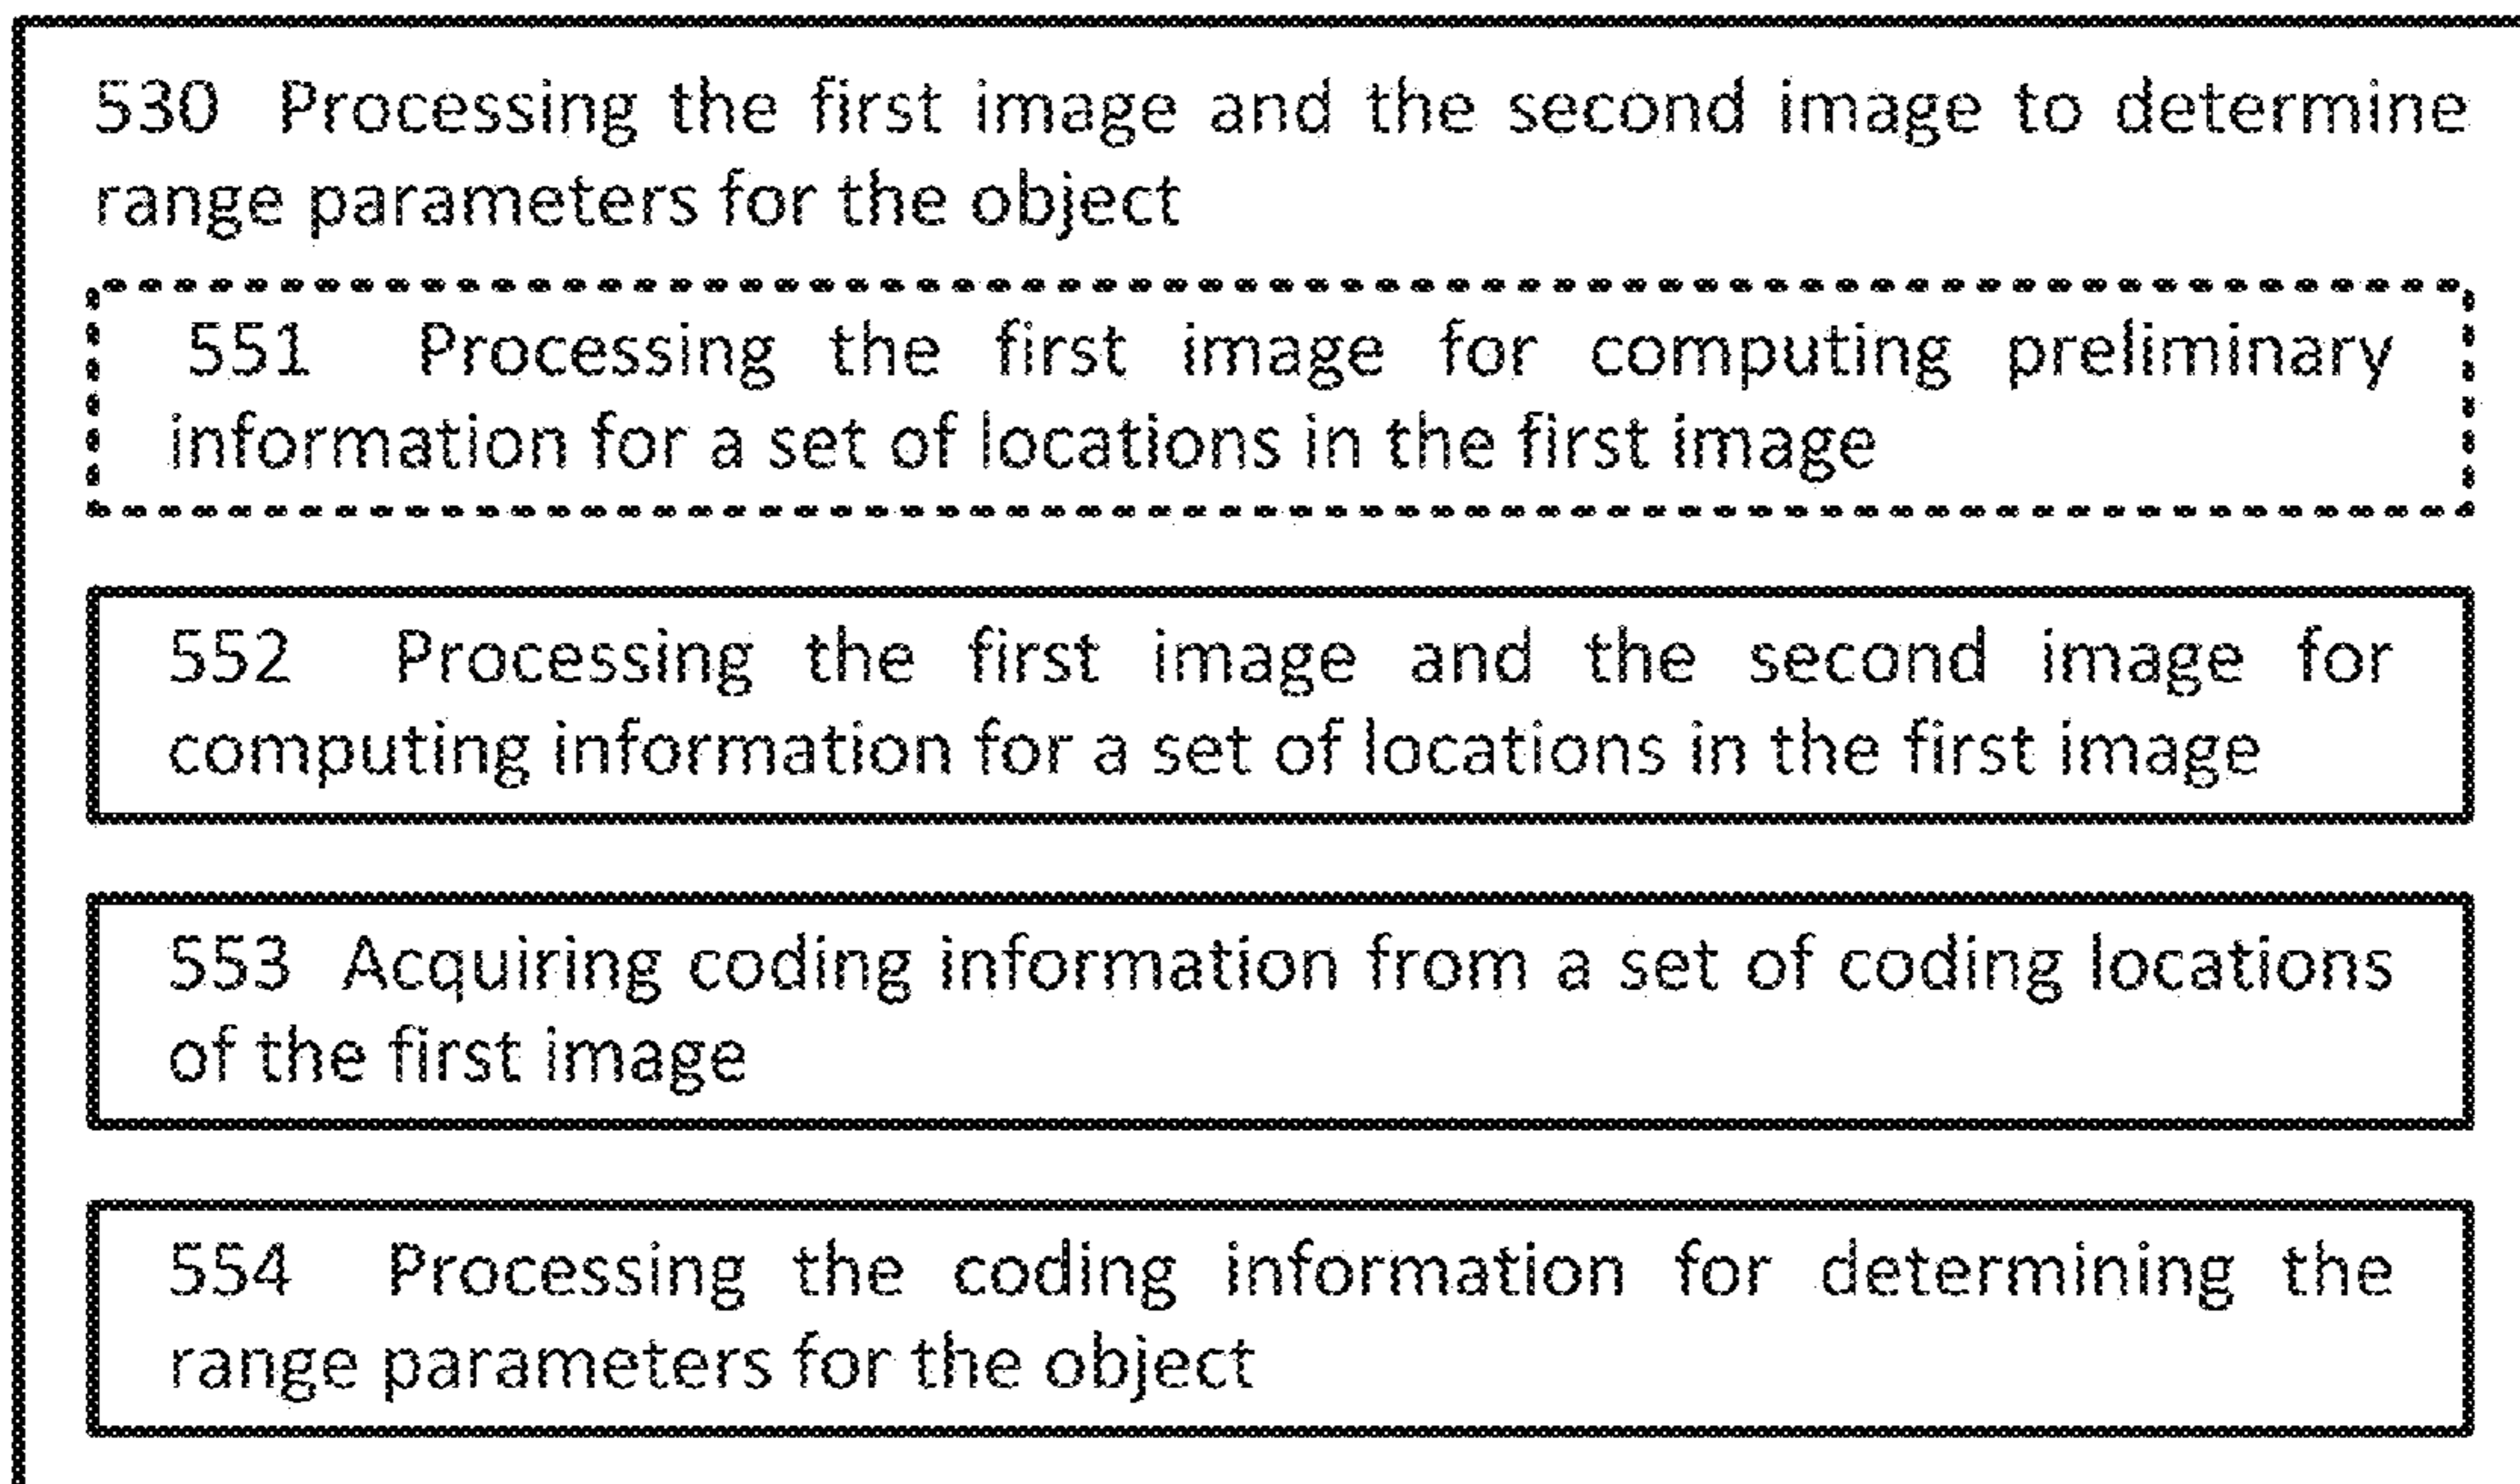 530 Processing the first image and the second image to determine
range parameters for the object
551 Processing the first image for computing preliminary
information for a set of locations in the first image
552 Processing the first image and the second image for
computing information for a set of locations in the first image
553 Acquiring coding information from a set of coding locations
of the first image
554 Processing the coding information for determining the
range parameters for the object